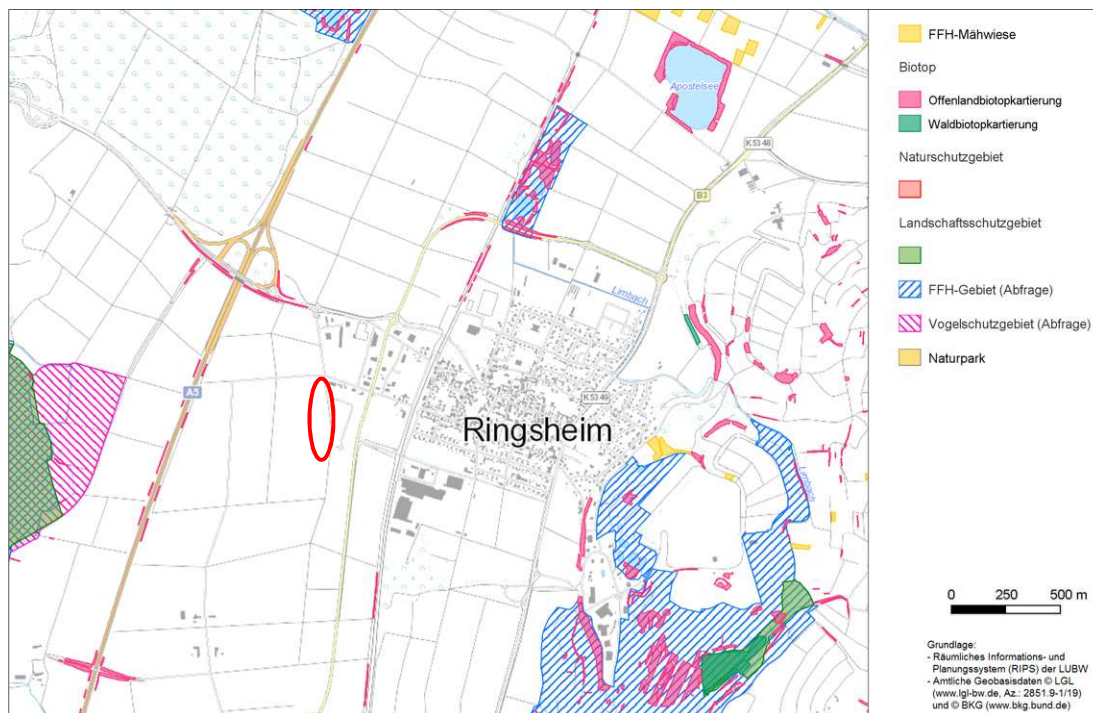 Apostelsee
K 5348
B3
Limbach
A5
K 5349
Ringsheim
Limbach
FFH-Mähwiese
Biotop
Offenlandbiotopkartierung
Waldbiotopkartierung
Naturschutzgebiet
Landschaftsschutzgebiet
FFH-Gebiet (Abfrage)
Vogelschutzgebiet (Abfrage)
Naturpark
0 250 500 m
Grundlage:
- Räumliches Informations- und
Planungssystem (RIPS) der LUBW
- Amtliche Geobasisdaten © LGL
(www.lgl-bw.de, Az.: 2851.9-1/19)
und © BKG (www.bkg.bund.de)